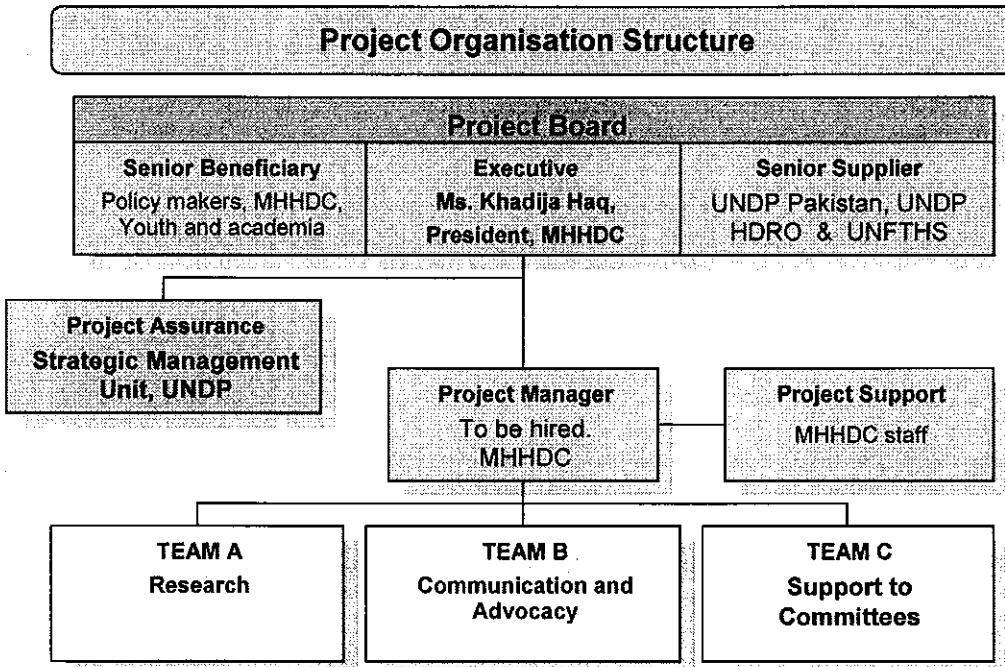 Project Organisation Structure
Project Board
Senior Beneficiary
Policy makers, MHHDC,
Youth and academia
Executive
Ms. Khadija Haq,
President, MHHDC
Senior Supplier
UNDP Pakistan, UNDP
HDRO & UNFTHS
Project Assurance
Strategic Management
Unit, UNDP
Project Manager
To be hired.
MHHDC
Project Support
MHHDC staff
TEAM A
Research
TEAM B
Communication and
Advocacy
TEAM C
Support to
Committees